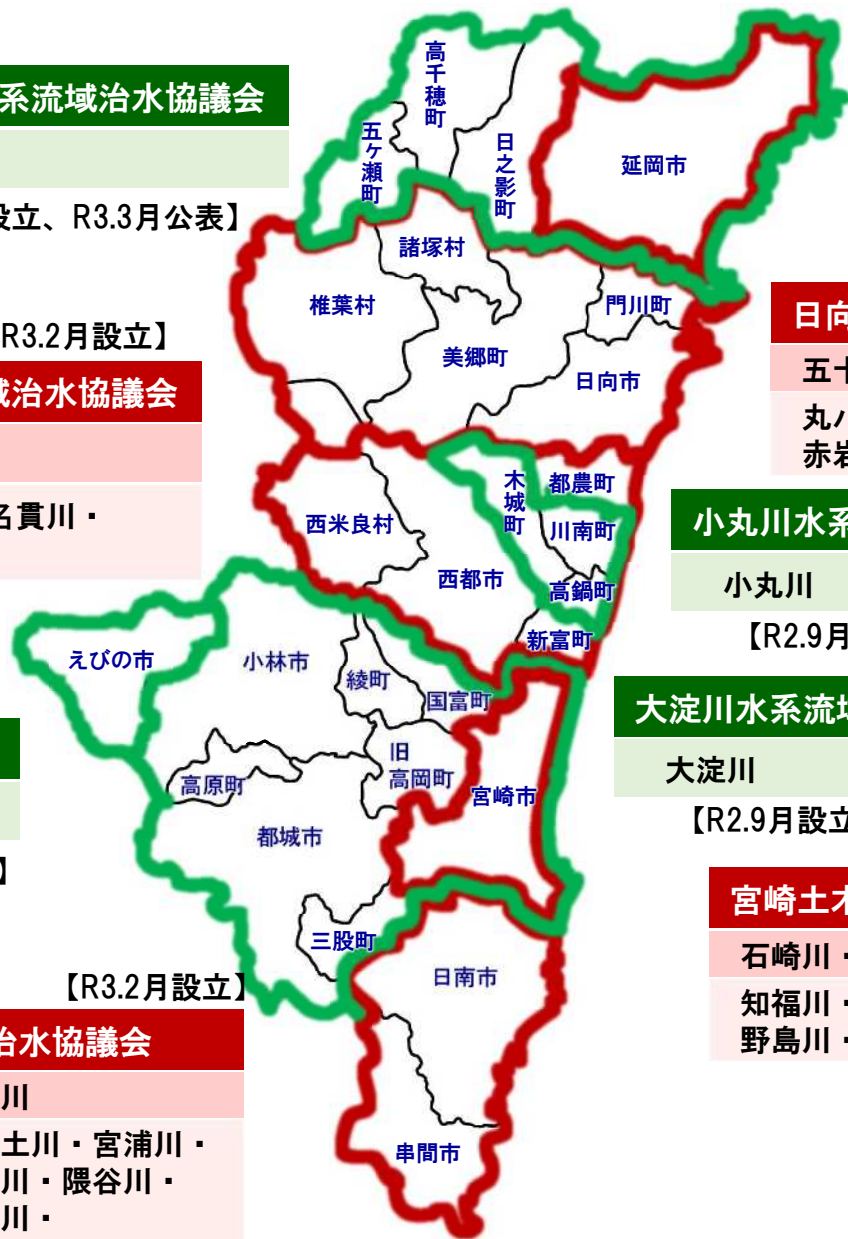 系流域治水協議会
設立、R3.3月公表】
R3.2月設立】
域治水協議会
名貫川・
】
【R3.2月設立】
治水協議会
川
土川・宮浦川・
川・隈谷川・
川・
高千穂町
五ヶ瀬町
日之影町
延岡市
諸塚村
椎葉村
門川町
美郷町
日向市
木城町
都農町
西米良村
川南町
西都市
高鍋町
新富町
えびの市
小林市
綾町
国富町
旧
高岡町
高原町
宮崎市
都城市
三股町
日南市
串間市
日向
五十
丸バ
赤岩
小丸川水系
小丸川
【R2.9月
大淀川水系流域
大淀川
【R2.9月設立
宮崎土木
石崎川・
知福川・
野島川・